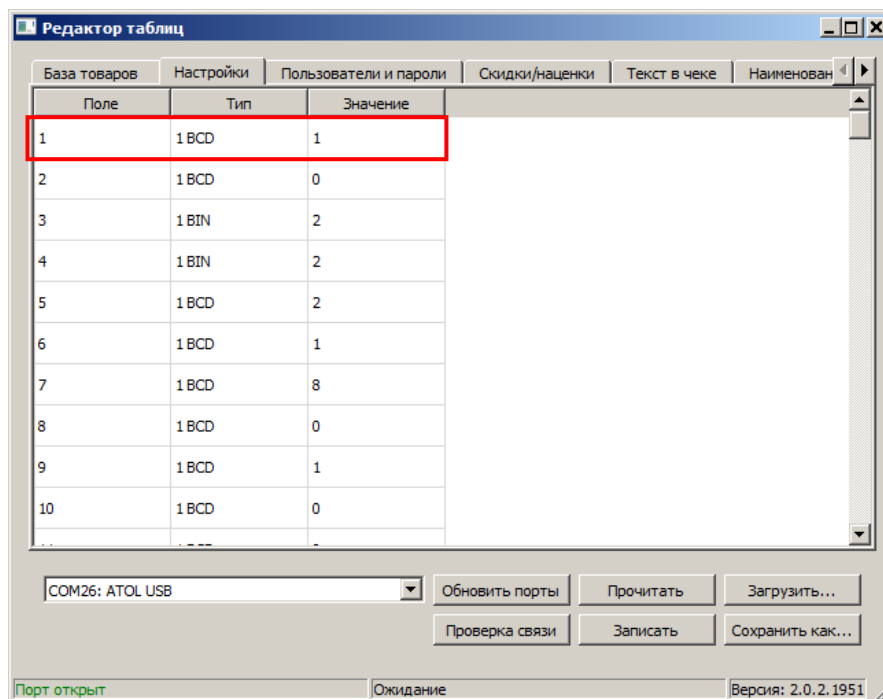 Редактор таблиц
База товаров Настройки Пользователи и пароли Скидки/наценки Текст в чеке Наименован
Поле Тип Значение
1 1 BCD 1
2 1 BCD 0
3 1 BIN 2
4 1 BIN 2
5 1 BCD 2
6 1 BCD 1
7 1 BCD 8
8 1 BCD 0
9 1 BCD 1
10 1 BCD 0
COM26: ATOL USB Обновить порты Прочитать Загрузить...
Проверка связи Записать Сохранить как...
Порт открыт Ожидание Версия: 2.0.2.1951